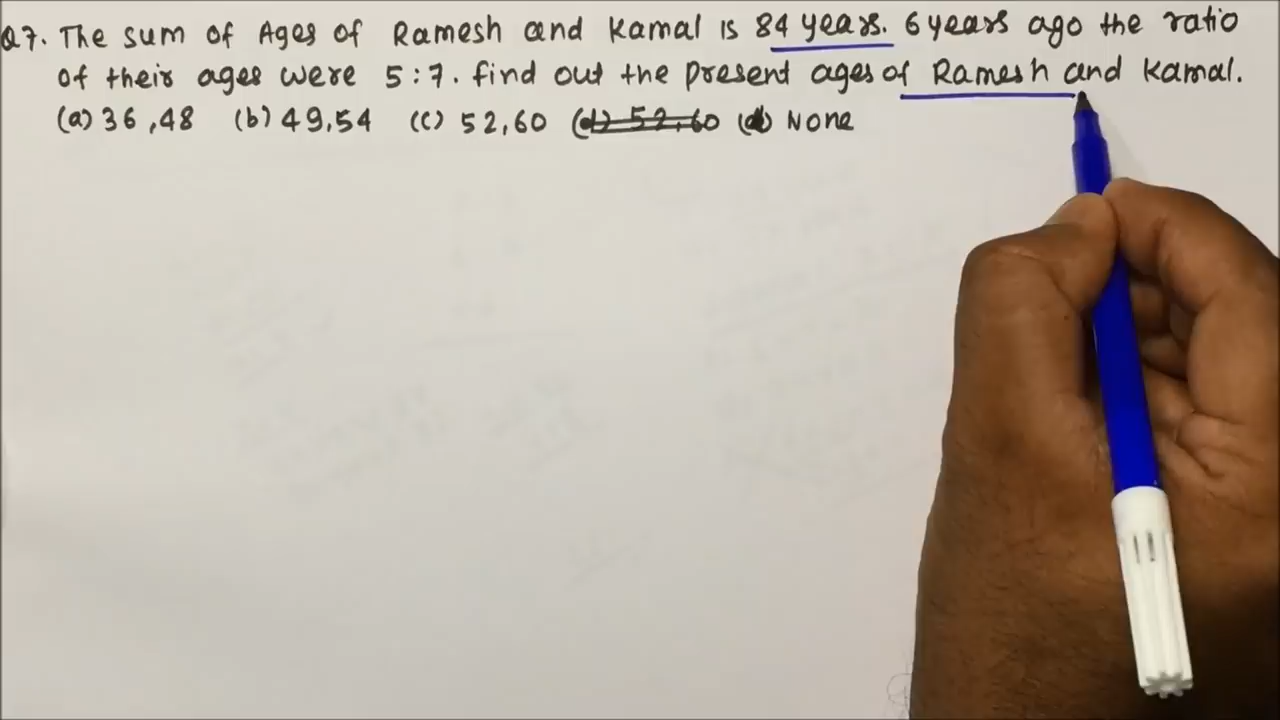 Q7. The sum of Ages of Ramesh and Kamal is 84 years. 6 years ago the ratio
of their ages were 5:7. find out the present ages of Ramesh and Kamal.
(a) 36,48 (b) 49,54 (c) 52,60 (d) 52,60 (d) None